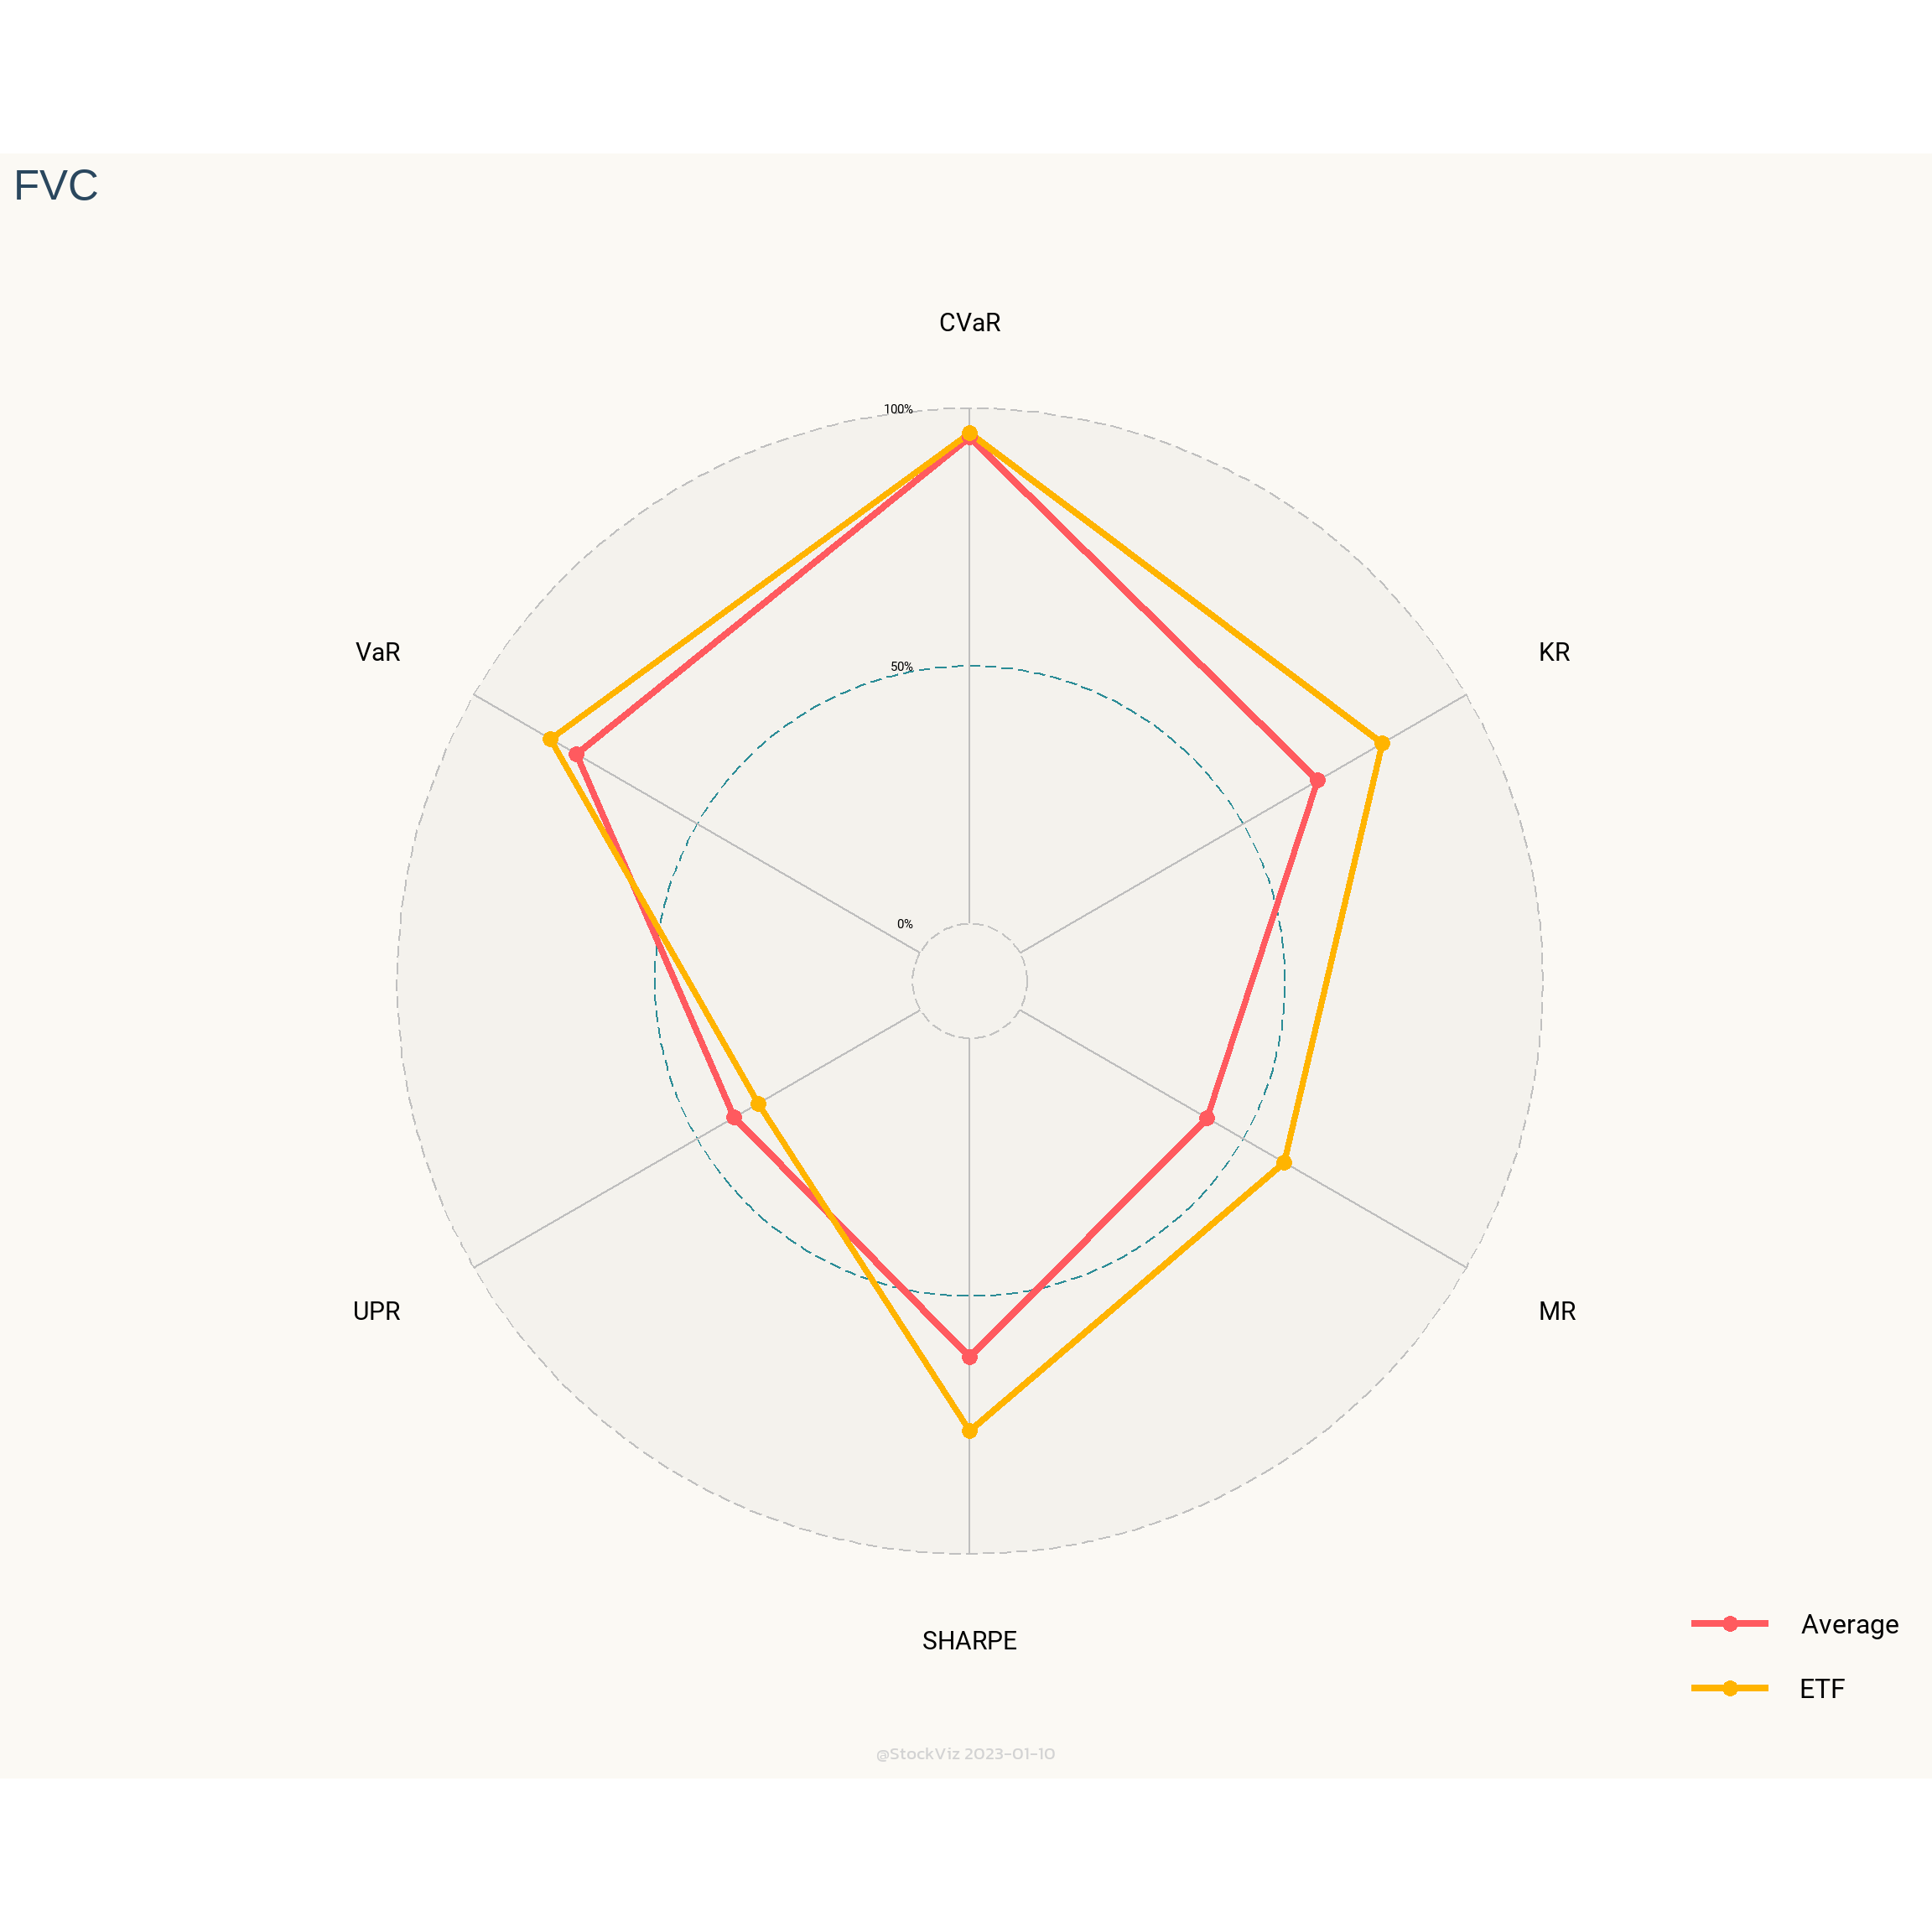 FVC
CVaR
100%
VaR
KR
50%
0%
UPR
MR
SHARPE
Average
ETF
@StockViz 2023-01-10